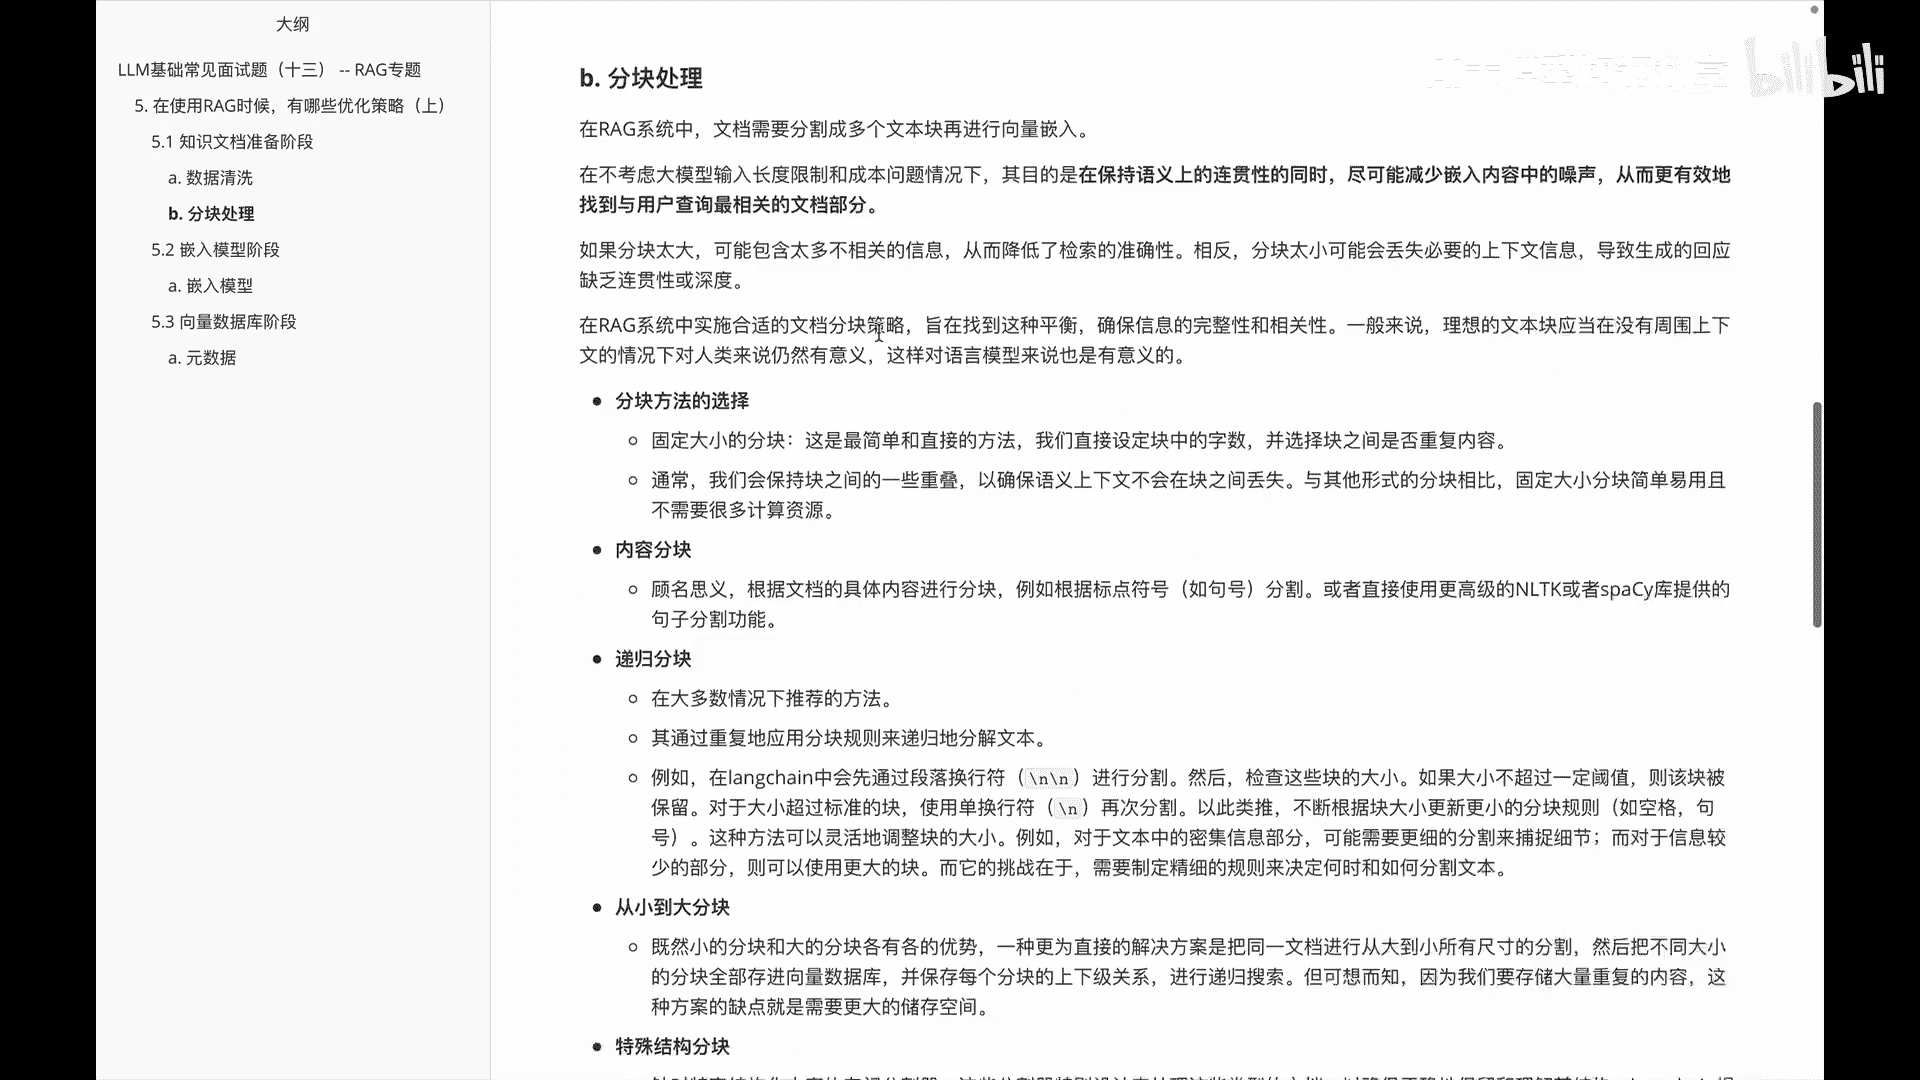 大纲
LLM基础常见面试题（十三） -- RAG专题
5. 在使用RAG时候，有哪些优化策略（上）
5.1 知识文档准备阶段
a. 数据清洗
b. 分块处理
5.2 嵌入模型阶段
a. 嵌入模型
5.3 向量数据库阶段
a. 元数据
bilibili
b. 分块处理
在RAG系统中，文档需要分割成多个文本块再进行向量嵌入。
在不考虑大模型输入长度限制和成本问题情况下，其目的是在保持语义上的连贯性的同时，尽可能减少嵌入内容中的噪声，从而更有效地
找到与用户查询最相关的文档部分。
如果分块太大，可能包含太多不相关的信息，从而降低了检索的准确性。相反，分块太小可能会丢失必要的上下文信息，导致生成的回应
缺乏连贯性或深度。
在RAG系统中实施合适的文档分块策略，旨在找到这种平衡，确保信息的完整性和相关性。一般来说，理想的文本块应当在没有周围上下
文的情况下对人类来说仍然有意义，这样对语言模型来说也是有意义的。
• 分块方法的选择
○ 固定大小的分块：这是最简单和直接的方法，我们直接设定块中的字数，并选择块之间是否重复内容。
○ 通常，我们会保持块之间的一些重叠，以确保语义上下文不会在块之间丢失。与其他形式的分块相比，固定大小分块简单易用且
不需要很多计算资源。
• 内容分块
○ 顾名思义，根据文档的具体内容进行分块，例如根据标点符号（如句号）分割。或者直接使用更高级的NLTK或者spaCy库提供的
句子分割功能。
• 递归分块
○ 在大多数情况下推荐的方法。
○ 其通过重复地应用分块规则来递归地分解文本。
○ 例如，在langchain中会先通过段落换行符（\n\n）进行分割。然后，检查这些块的大小。如果大小不超过一定阈值，则该块被
保留。对于大小超过标准的块，使用单换行符（\n）再次分割。以此类推，不断根据块大小更新更小的分块规则（如空格，句
号）。这种方法可以灵活地调整块的大小。例如，对于文本中的密集信息部分，可能需要更细的分割来捕捉细节；而对于信息较
少的部分，则可以使用更大的块。而它的挑战在于，需要制定精细的规则来决定何时和如何分割文本。
• 从小到大分块
○ 既然小的分块和大的分块各有各的优势，一种更为直接的解决方案是把同一文档进行从大到小所有尺寸的分割，然后把不同大小
的分块全部存进向量数据库，并保存每个分块的上下级关系，进行递归搜索。但可想而知，因为我们要存储大量重复的内容，这
种方案的缺点就是需要更大的储存空间。
• 特殊结构分块